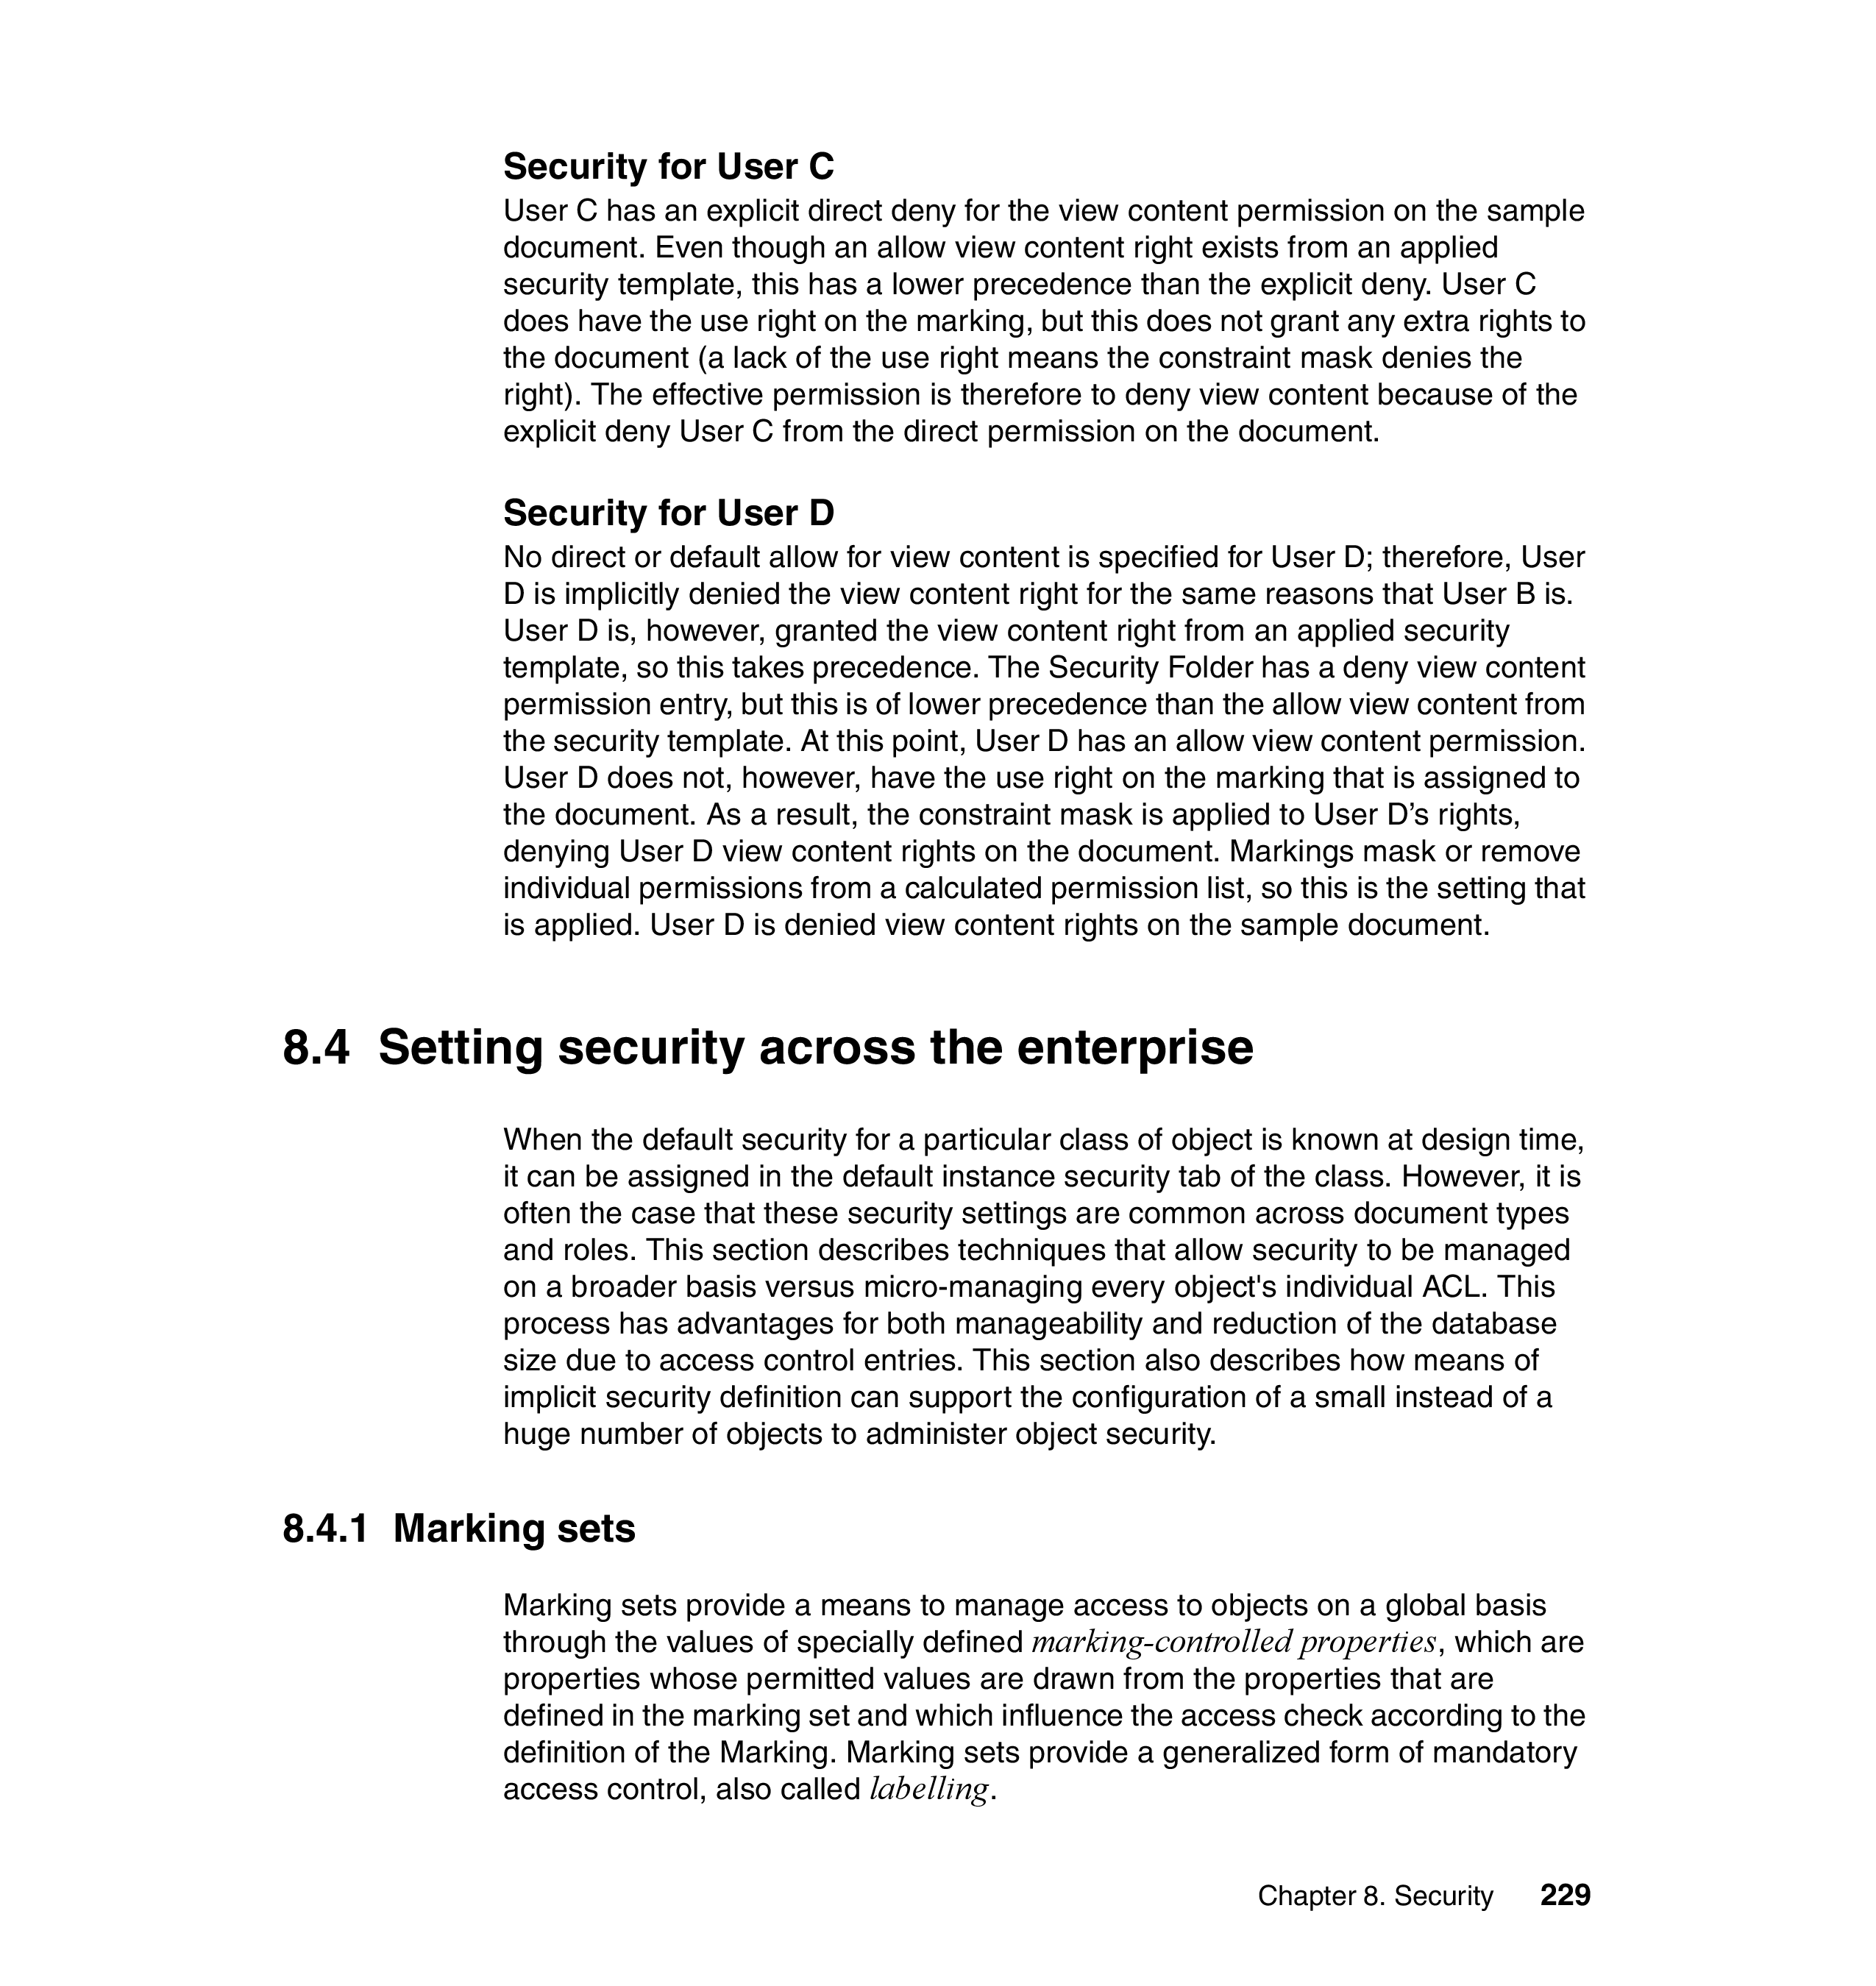 Security for User C
User C has an explicit direct deny for the view content permission on the sample
document. Even though an allow view content right exists from an applied
security template, this has a lower precedence than the explicit deny. User C
does have the use right on the marking, but this does not grant any extra rights to
the document (a lack of the use right means the constraint mask denies the
right). The effective permission is therefore to deny view content because of the
explicit deny User C from the direct permission on the document.
Security for User D
No direct or default allow for view content is specified for User D; therefore, User
D is implicitly denied the view content right for the same reasons that User B is.
User D is, however, granted the view content right from an applied security
template, so this takes precedence. The Security Folder has a deny view content
permission entry, but this is of lower precedence than the allow view content from
the security template. At this point, User D has an allow view content permission.
User D does not, however, have the use right on the marking that is assigned to
the document. As a result, the constraint mask is applied to User D’s rights,
denying User D view content rights on the document. Markings mask or remove
individual permissions from a calculated permission list, so this is the setting that
is applied. User D is denied view content rights on the sample document.
8.4 Setting security across the enterprise
When the default security for a particular class of object is known at design time,
it can be assigned in the default instance security tab of the class. However, it is
often the case that these security settings are common across document types
and roles. This section describes techniques that allow security to be managed
on a broader basis versus micro-managing every object's individual ACL. This
process has advantages for both manageability and reduction of the database
size due to access control entries. This section also describes how means of
implicit security definition can support the configuration of a small instead of a
huge number of objects to administer object security.
8.4.1 Marking sets
Marking sets provide a means to manage access to objects on a global basis
through the values of specially defined marking-controlled properties, which are
properties whose permitted values are drawn from the properties that are
defined in the marking set and which influence the access check according to the
definition of the Marking. Marking sets provide a generalized form of mandatory
access control, also called labelling.
Chapter 8. Security 229